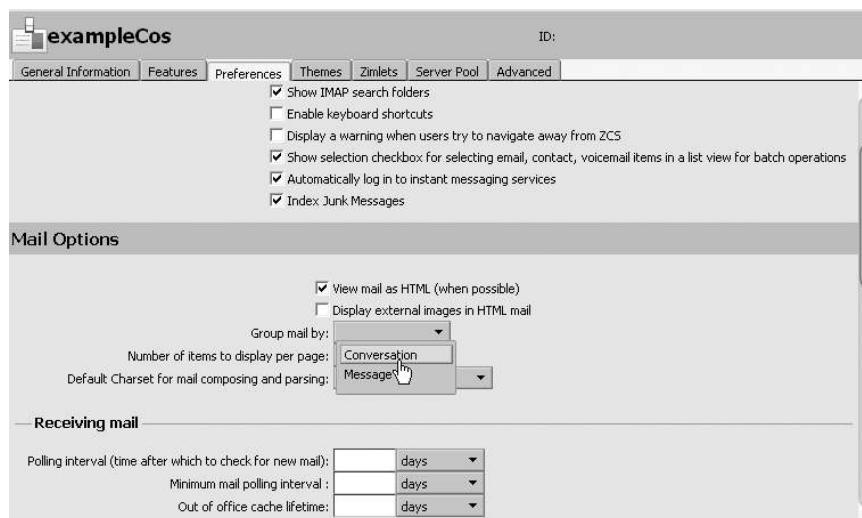 exampleCos ID:
General Information Features Preferences Themes Zimlets Server Pool Advanced
Show IMAP search folders
Enable keyboard shortcuts
Display a warning when users try to navigate away from ZCS
Show selection checkbox for selecting email, contact, voicemail items in a list view for batch operations
Automatically log in to instant messaging services
Index Junk Messages
Mail Options
View mail as HTML (when possible)
Display external images in HTML mail
Group mail by:
Number of items to display per page: Conversation
Default Charset for mail composing and parsing: Message
Receiving mail
Polling interval (time after which to check for new mail): days
Minimum mail polling interval : days
Out of office cache lifetime: days